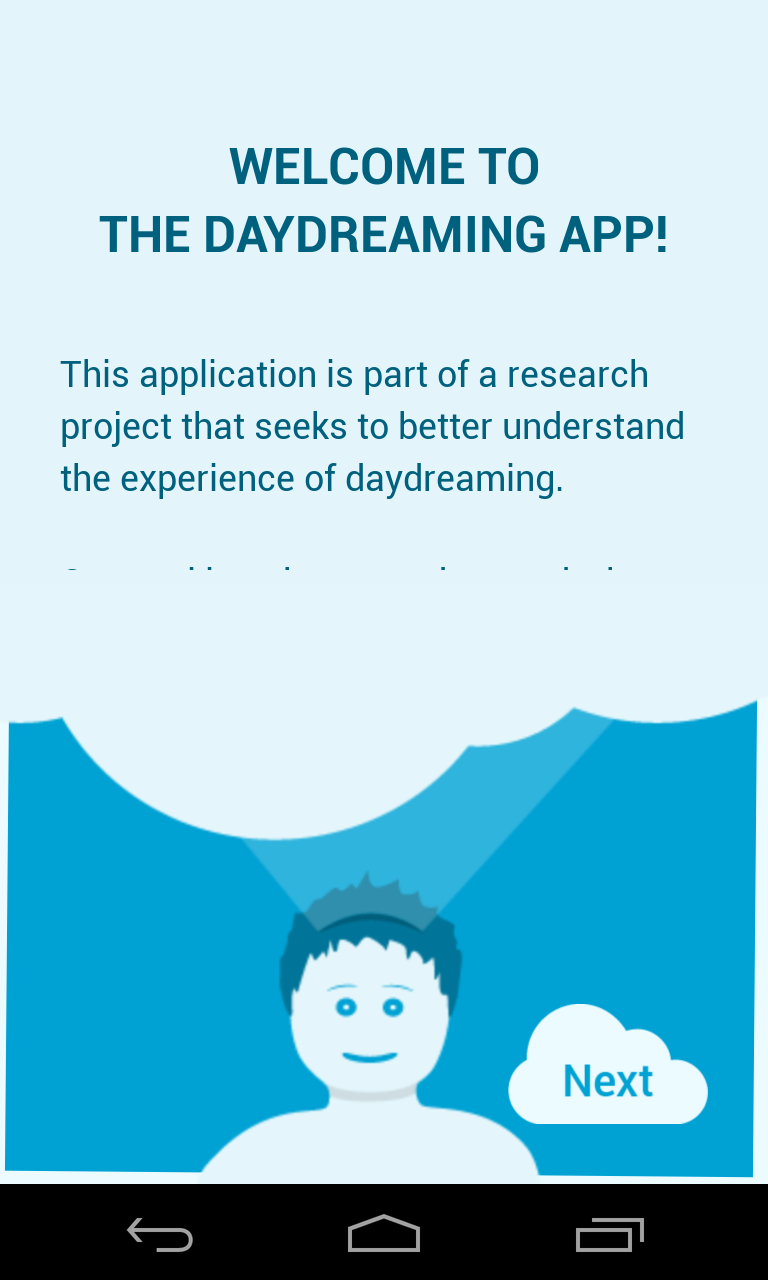 WELCOME TO
THE DAYDREAMING APP!
This application is part of a research
project that seeks to better understand
the experience of daydreaming.
Next